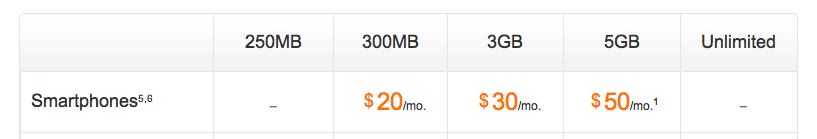 250MB 300MB 3GB 5GB Unlimited
Smartphones5,6 – $20/mo. $30/mo. $50/mo.1 –